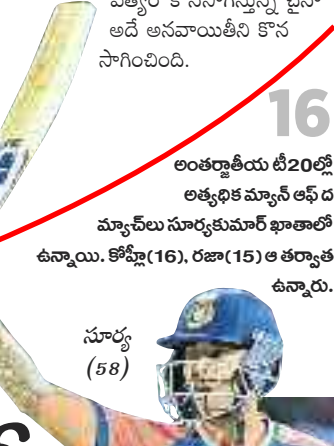 అదే అనవాయితీని కొన
సాగించింది.
16
అంతర్జాతీయ టీ20ల్లో
అత్యధిక మ్యాన్ ఆఫ్ ద
మ్యాచ్‌లు సూర్యకుమార్ ఖాతాలో
ఉన్నాయి. కోహ్లీ(16), రజా(15) ఆ తర్వాత
ఉన్నారు.
సూర్య
(58)